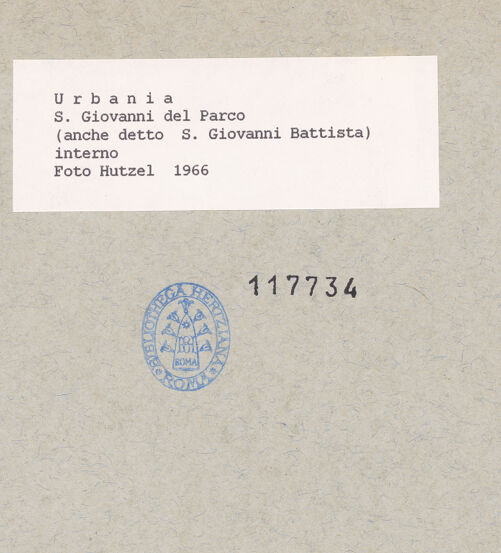 U r b a n i a
S. Giovanni del Parco
(anche detto S. Giovanni Battista)
interno
Foto Hutzel 1966
117734
BIBLIOTHECA HERTZIANA
ROMA
ROMA